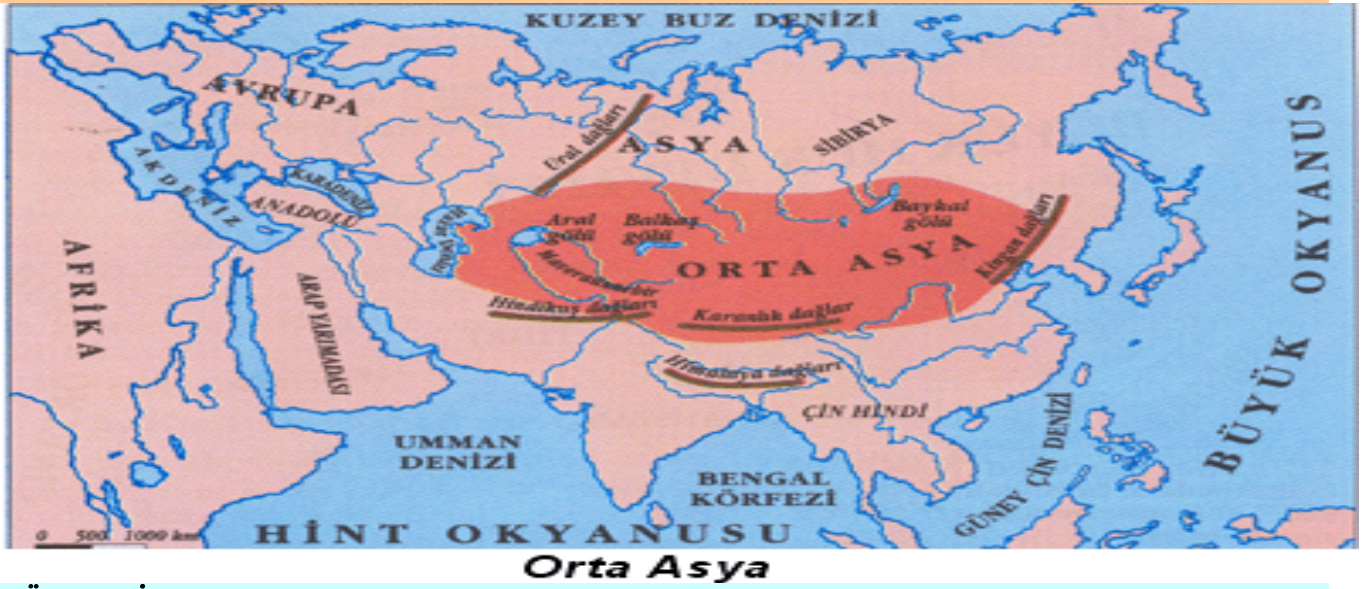 KUZEY BUZ DENİZİ
AVRUPA
Ural dağları
ASYA
SİBİRYA
AKDENİZ
KARADENİZ
ANADOLU
Aral
gölü
Balkaş
gölü
Baykal
gölü
ORTA ASYA
Kingan dağları
Maveraünnehir
Hindikuş dağları
Karanlık dağlar
Himalaya dağları
AFRİKA
ARAP YARIMADASI
ÇİN HİNDİ
UMMAN
DENİZİ
BENGAL
KÖRFEZİ
GÜNEY ÇİN DENİZİ
BÜYÜK OKYANUS
HİNT OKYANUSU
0 500 1000 km
Orta Asya